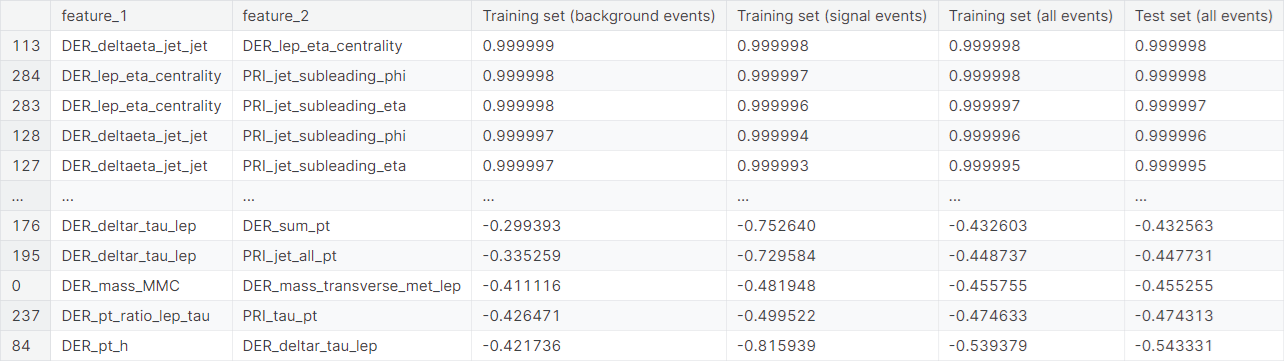 feature_1 feature_2 Training set (background events) Training set (signal events) Training set (all events) Test set (all events)
113 DER_deltaeta_jet_jet DER_lep_eta_centrality 0.999999 0.999998 0.999998 0.999998
284 DER_lep_eta_centrality PRI_jet_subleading_phi 0.999998 0.999997 0.999998 0.999998
283 DER_lep_eta_centrality PRI_jet_subleading_eta 0.999998 0.999996 0.999997 0.999997
128 DER_deltaeta_jet_jet PRI_jet_subleading_phi 0.999997 0.999994 0.999996 0.999996
127 DER_deltaeta_jet_jet PRI_jet_subleading_eta 0.999997 0.999993 0.999995 0.999995
... ... ... ... ... ... ...
176 DER_deltar_tau_lep DER_sum_pt -0.299393 -0.752640 -0.432603 -0.432563
195 DER_deltar_tau_lep PRI_jet_all_pt -0.335259 -0.729584 -0.448737 -0.447731
0 DER_mass_MMC DER_mass_transverse_met_lep -0.411116 -0.481948 -0.455755 -0.455255
237 DER_pt_ratio_lep_tau PRI_tau_pt -0.426471 -0.499522 -0.474633 -0.474313
84 DER_pt_h DER_deltar_tau_lep -0.421736 -0.815939 -0.539379 -0.543331